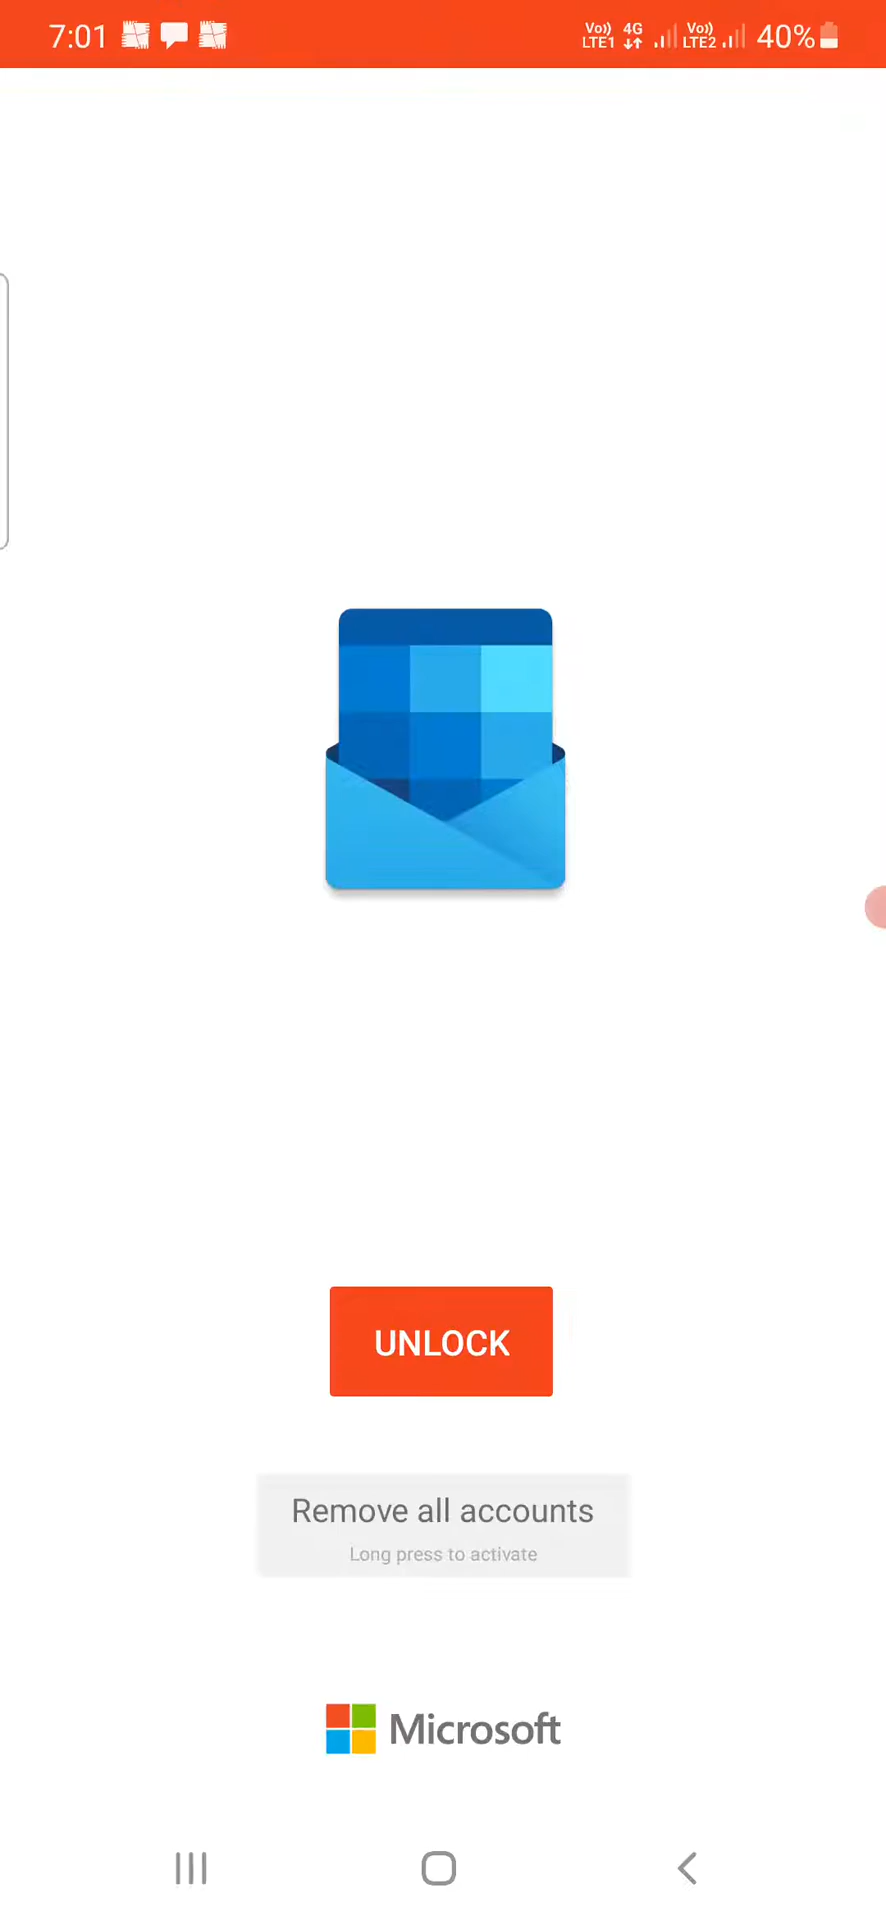 7:01 Vo)) LTE1 4G Vo)) LTE2 40%
UNLOCK
Remove all accounts
Long press to activate
Microsoft